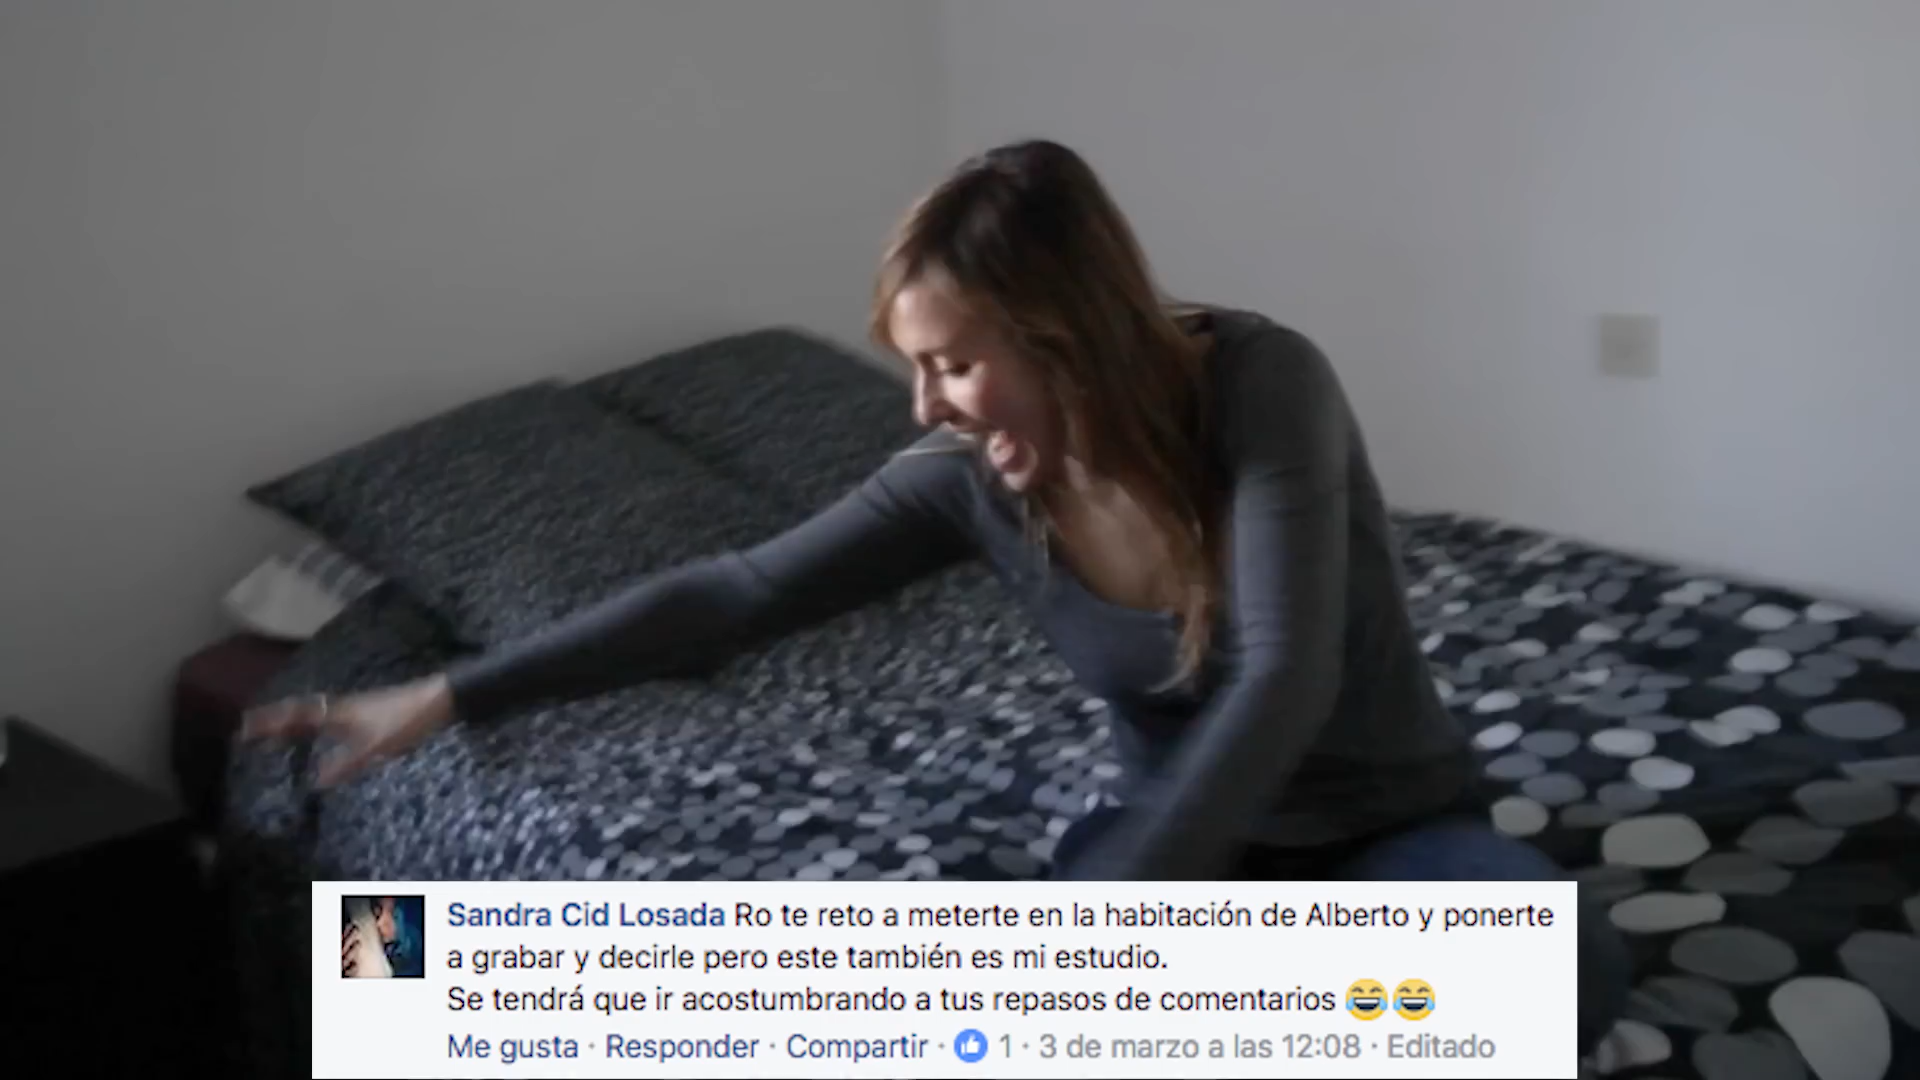 Sandra Cid Losada Ro te reto a meterte en la habitación de Alberto y ponerte
a grabar y decirle pero este también es mi estudio.
Se tendrá que ir acostumbrando a tus repasos de comentarios 😂😂
Me gusta · Responder · Compartir · 1 · 3 de marzo a las 12:08 · Editado